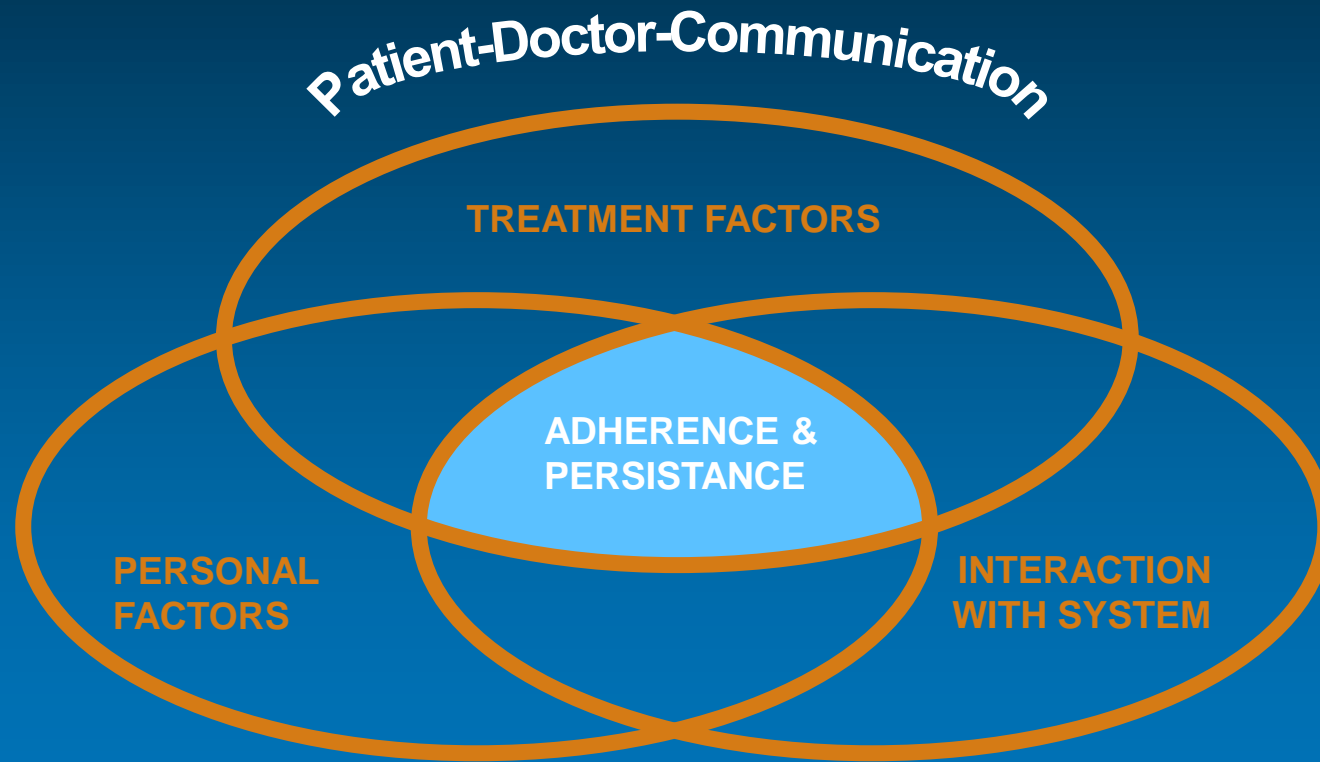 Patient-Doctor-Communication
TREATMENT FACTORS
ADHERENCE &
PERSISTANCE
PERSONAL
FACTORS
INTERACTION
WITH SYSTEM